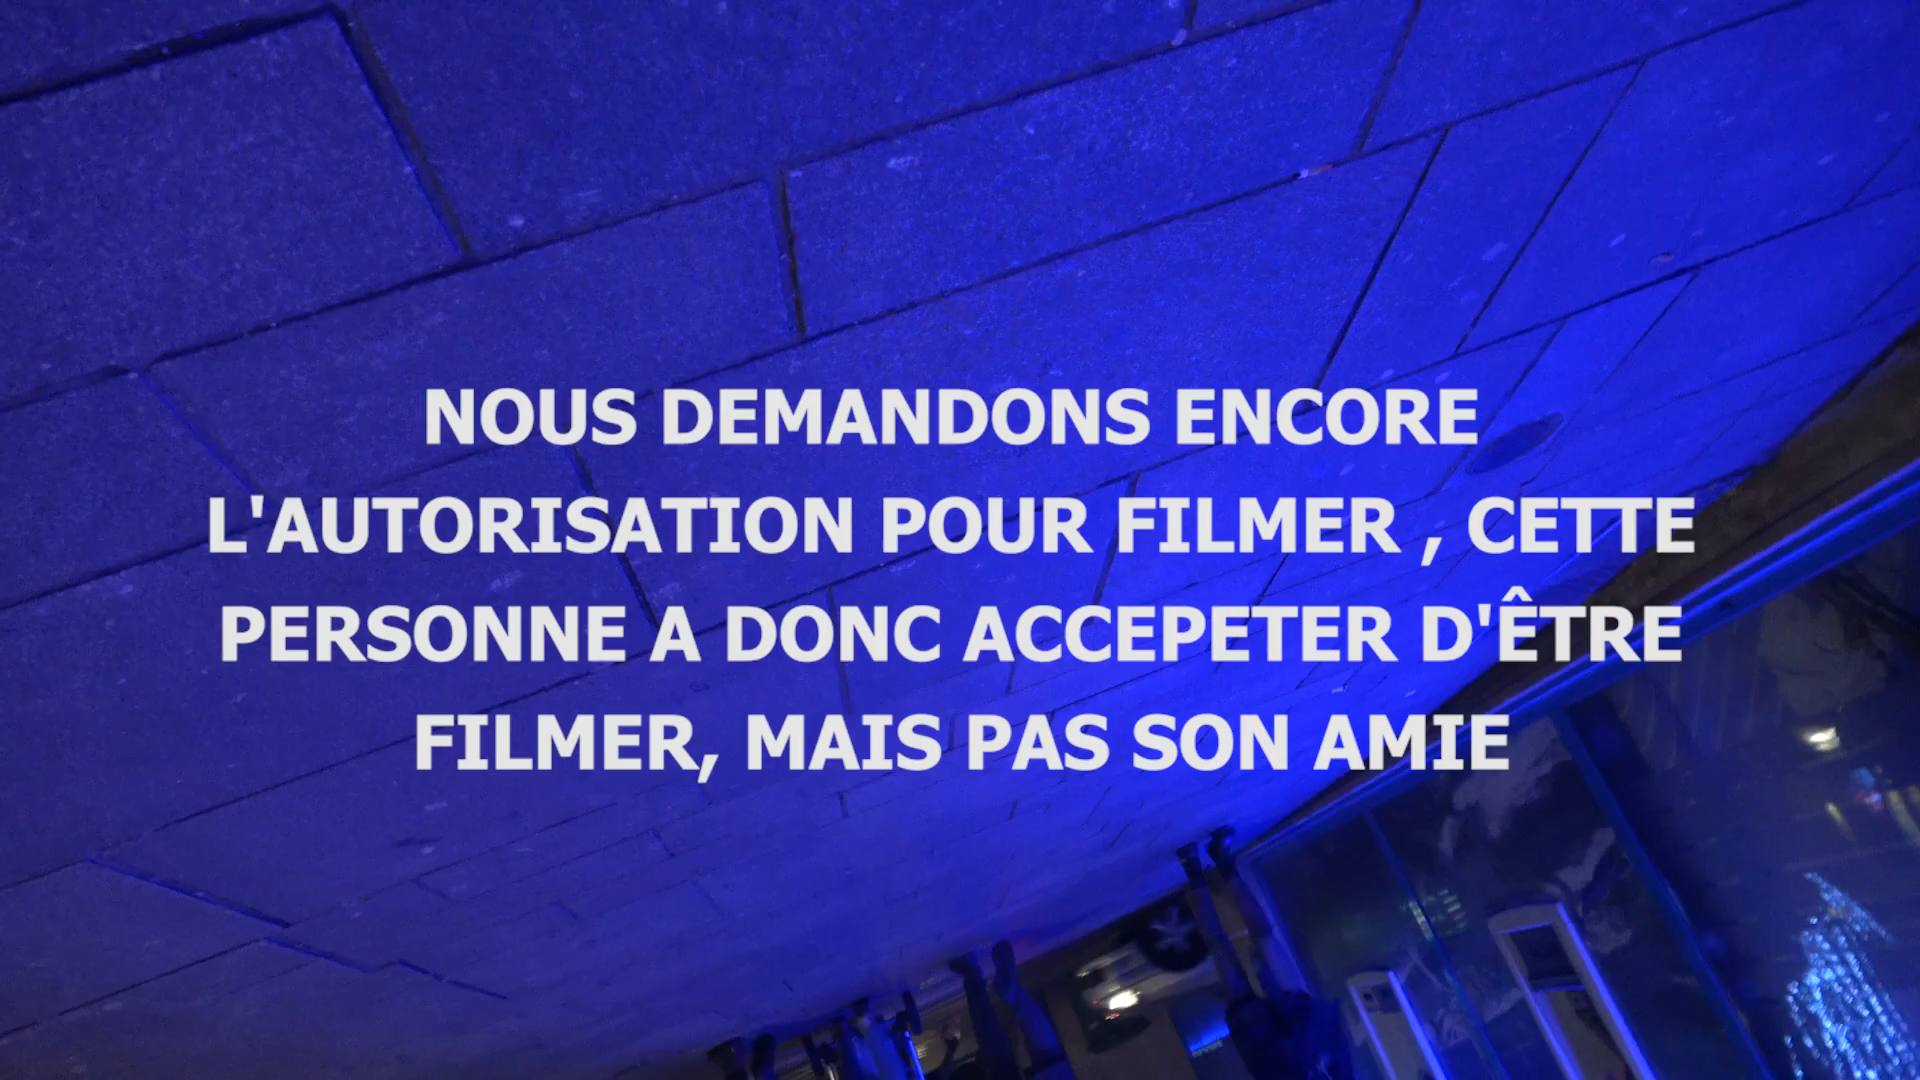 NOUS DEMANDONS ENCORE
L'AUTORISATION POUR FILMER , CETTE
PERSONNE A DONC ACCEPETER D'ÊTRE
FILMER, MAIS PAS SON AMIE